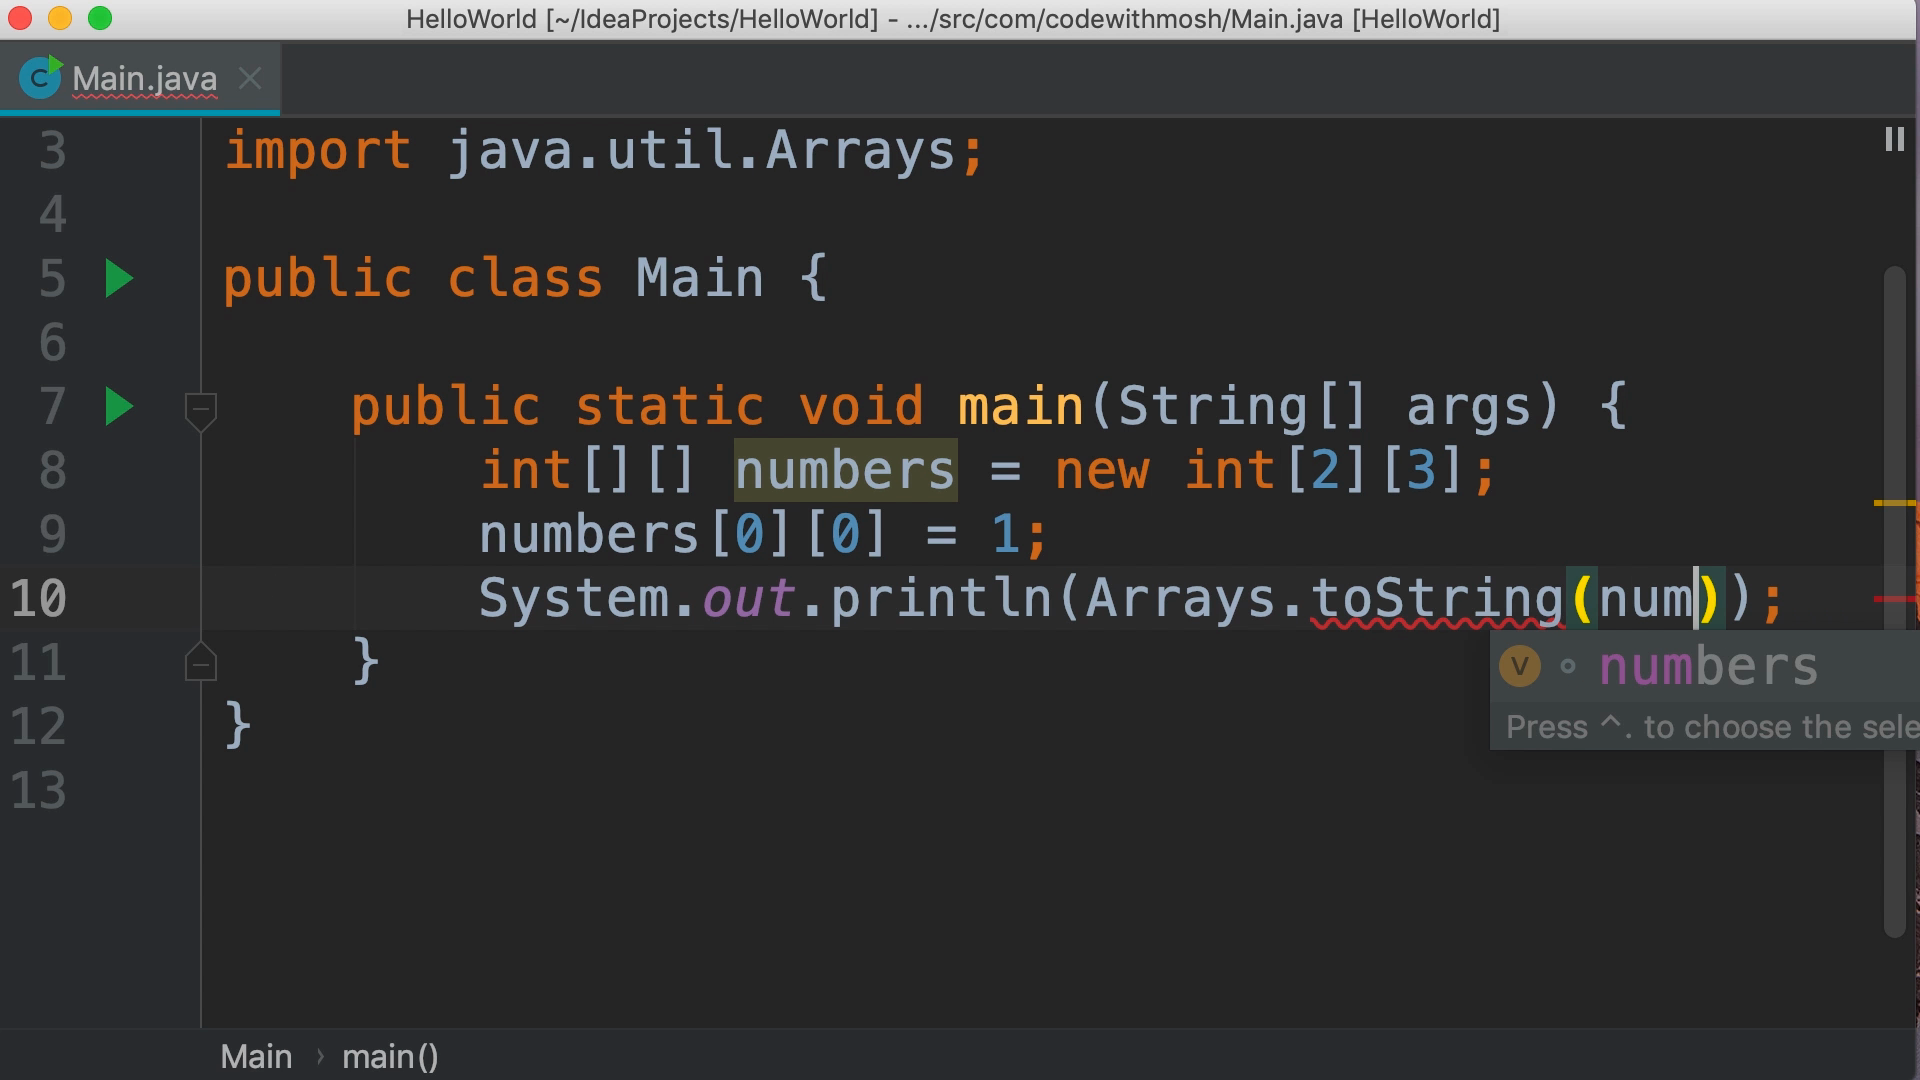 HelloWorld [~/IdeaProjects/HelloWorld] - .../src/com/codewithmosh/Main.java [HelloWorld]
C Main.java
3 import java.util.Arrays;
4
5 public class Main {
6
7 public static void main(String[] args) {
8 int[][] numbers = new int[2][3];
9 numbers[0][0] = 1;
10 System.out.println(Arrays.toString(num));
V numbers
11 }
Press ^. to choose the sele
12 }
13
Main › main()